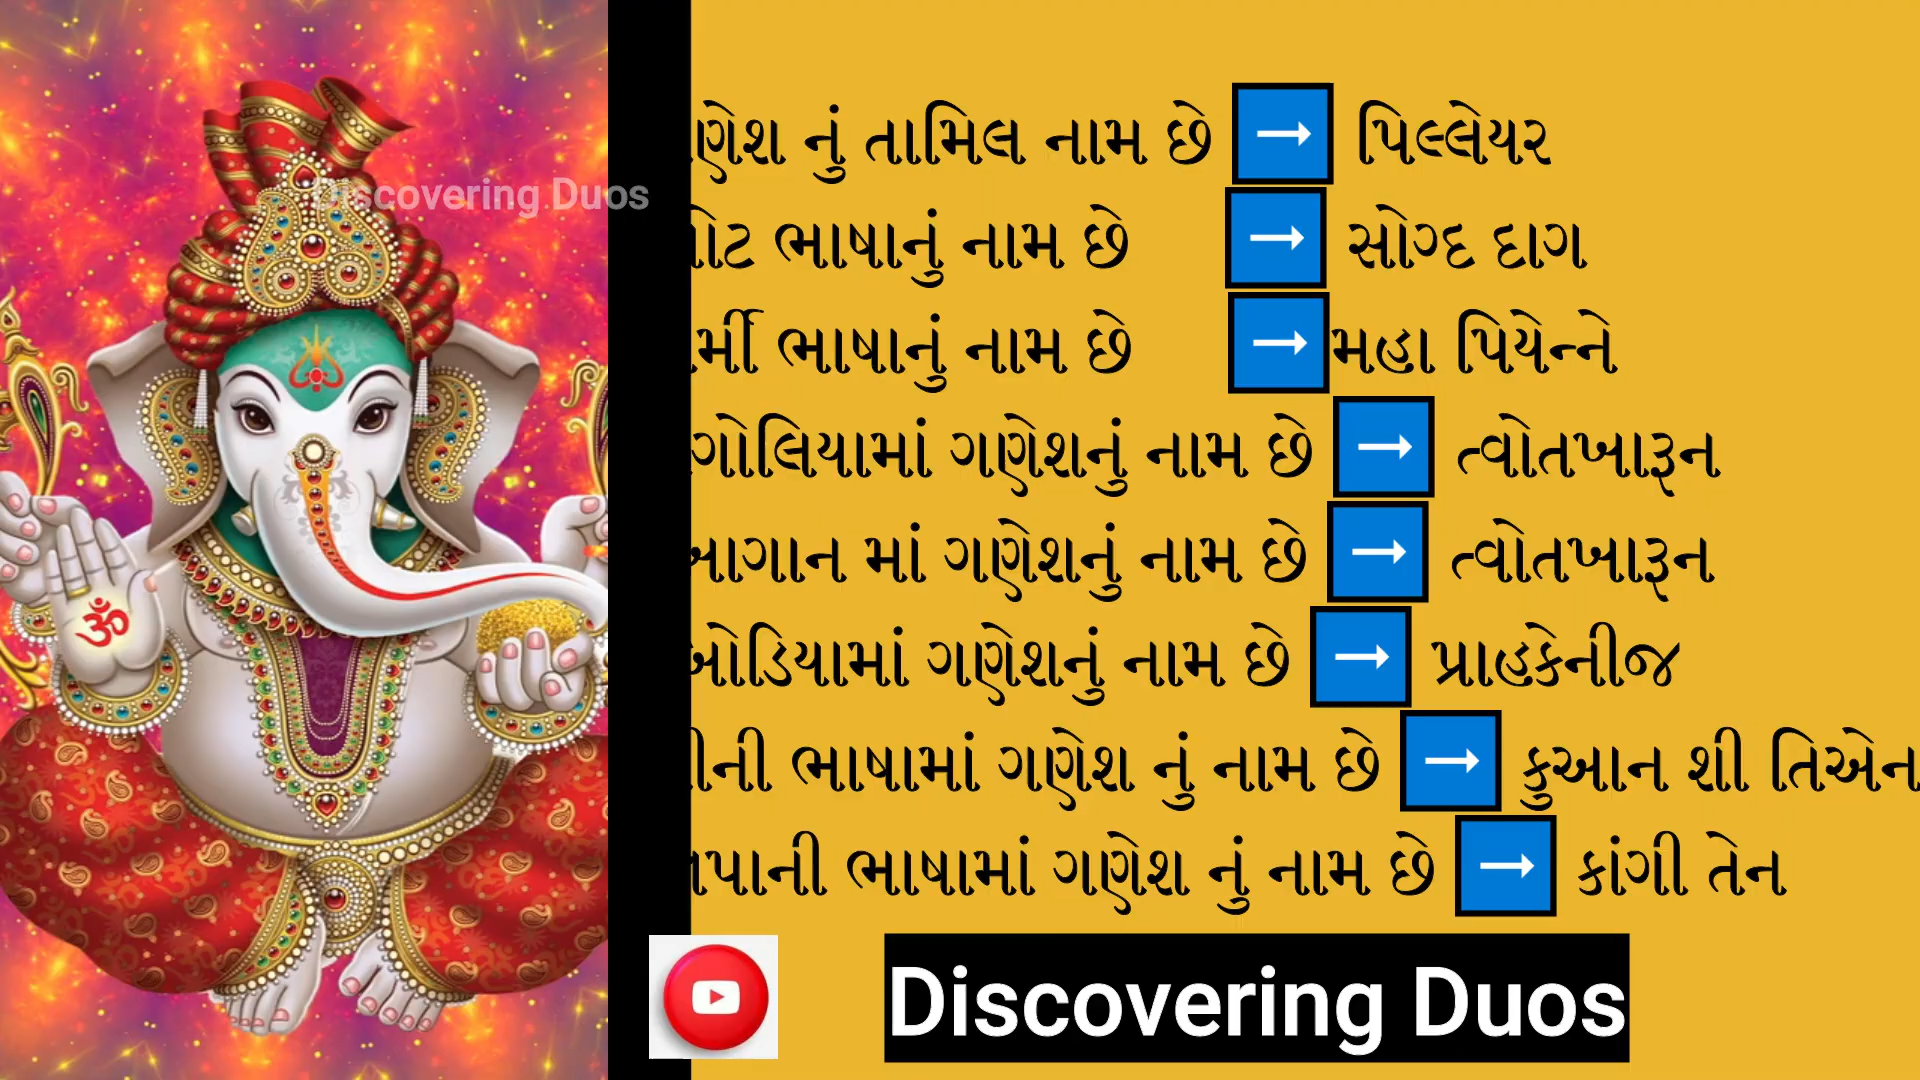 Discovering Duos
નું તામિલ નામ છે ➡ પિલ્લેયર
ભાષાનું નામ છે ➡ સોગ્દ દાગ
ભાષાનું નામ છે ➡ મહા પિયેન્ને
ગણેશનું નામ છે ➡ ત્વોતખારૂન
માં ગણેશનું નામ છે ➡ ત્વોતખારૂન
ગણેશનું નામ છે ➡ પ્રાહકેનીજ
ભાષામાં ગણેશ નું નામ છે ➡ કુઆન શી તિએન
ભાષામાં ગણેશ નું નામ છે ➡ કાંગી તેન
ૐ
Discovering Duos